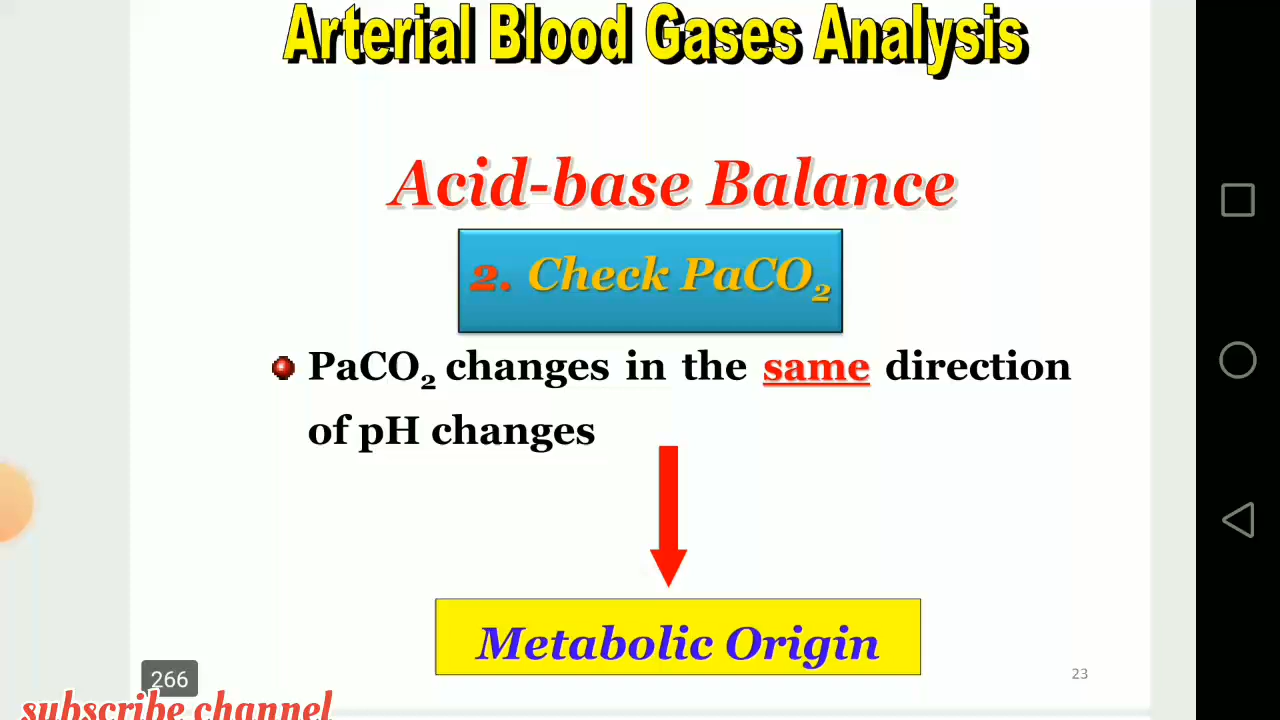 Arterial Blood Gases Analysis
Acid-base Balance
2. Check PaCO₂
PaCO₂ changes in the same direction
of pH changes
Metabolic Origin
266
23
subscribe channel